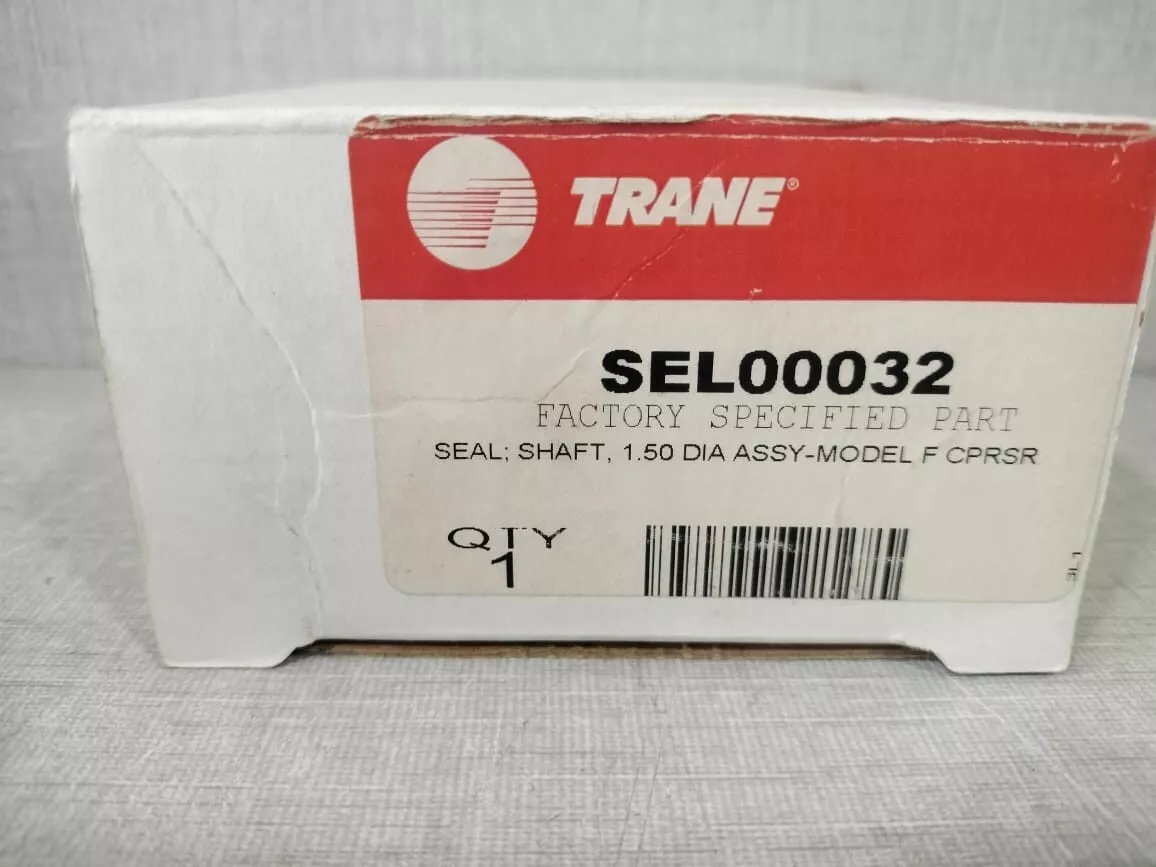 TRANE®
SEL00032
FACTORY SPECIFIED PART
SEAL; SHAFT, 1.50 DIA ASSY-MODEL F CPRSR
QTY
1